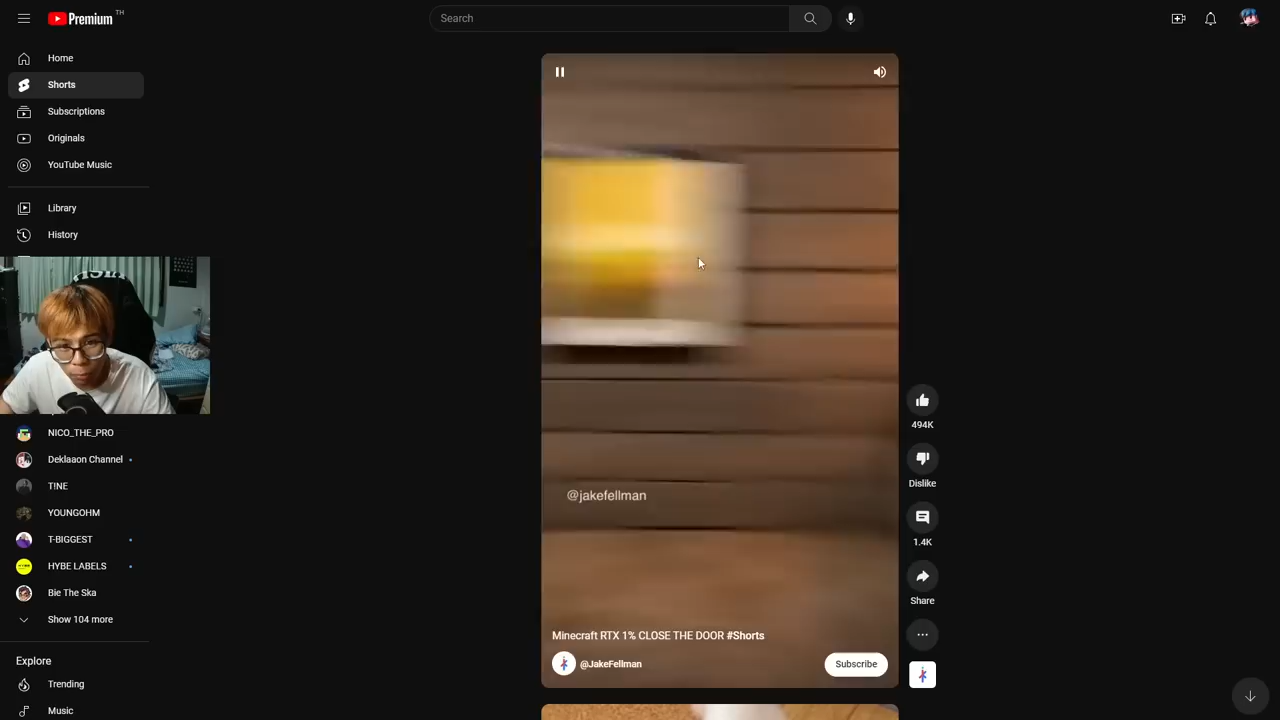 Premium TH
Search
Home
Shorts
Subscriptions
Originals
YouTube Music
Library
History
NICO_THE_PRO
Deklaaon Channel
T!NE
YOUNGOHM
T-BIGGEST
HYBE LABELS
Bie The Ska
Show 104 more
Explore
Trending
Music
@jakefellman
Minecraft RTX 1% CLOSE THE DOOR #Shorts
@JakeFellman
Subscribe
494K
Dislike
1.4K
Share